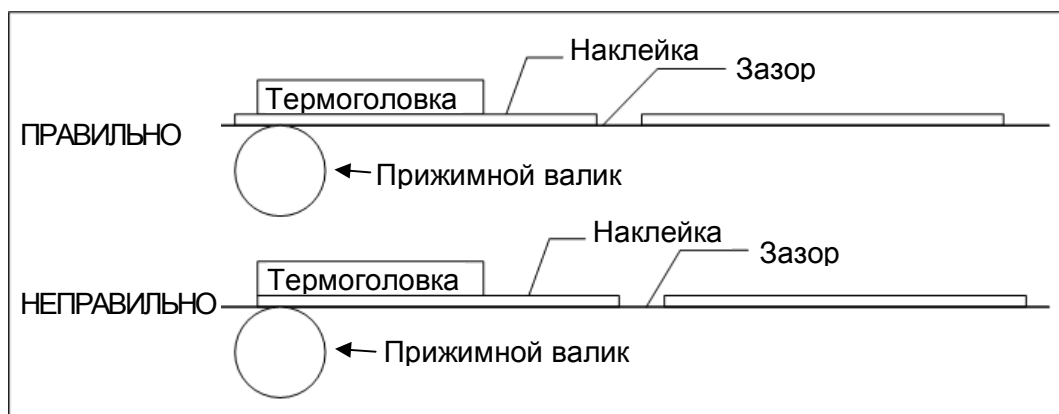 Наклейка
Зазор
Термоголовка
ПРАВИЛЬНО
Прижимной валик
Наклейка
Зазор
Термоголовка
НЕПРАВИЛЬНО
Прижимной валик